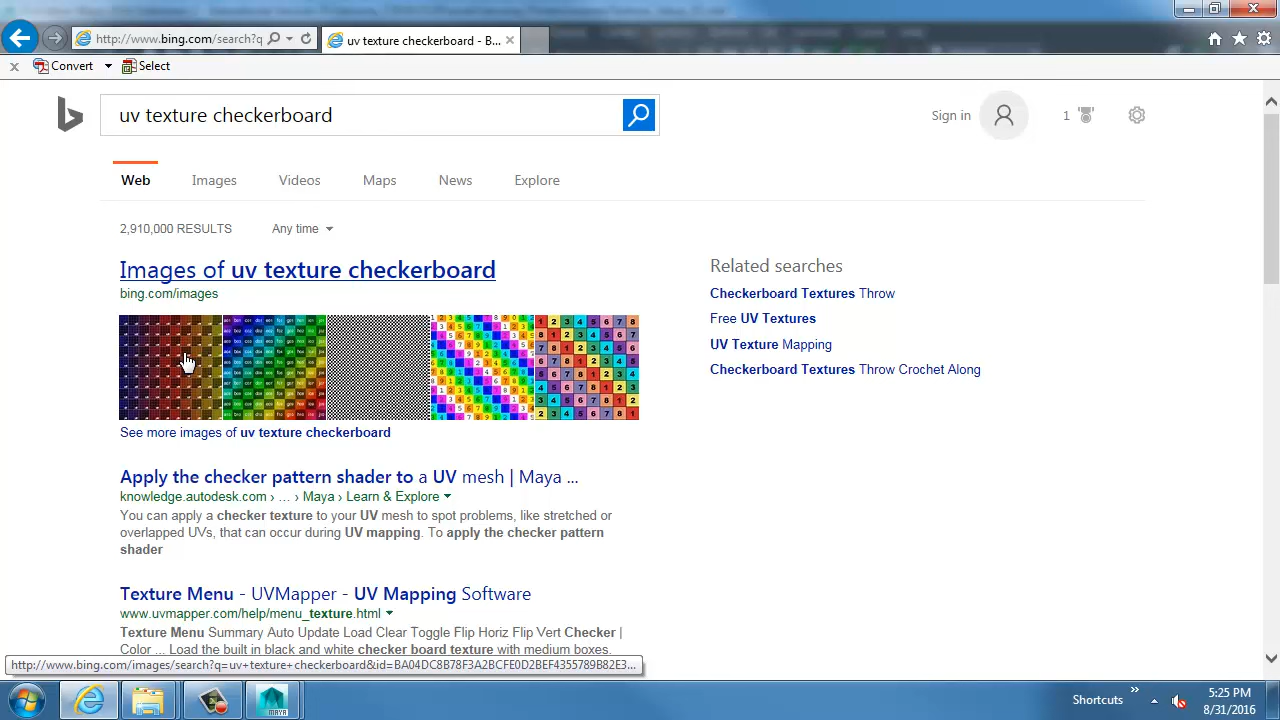 http://www.bing.com/search?q
uv texture checkerboard - B...
Convert
Select
uv texture checkerboard
Sign in
1
Web
Images
Videos
Maps
News
Explore
2,910,000 RESULTS
Any time
Images of uv texture checkerboard
bing.com/images
See more images of uv texture checkerboard
Apply the checker pattern shader to a UV mesh | Maya ...
knowledge.autodesk.com › ... › Maya › Learn & Explore
You can apply a checker texture to your UV mesh to spot problems, like stretched or
overlapped UVs, that can occur during UV mapping. To apply the checker pattern
shader
Texture Menu - UVMapper - UV Mapping Software
www.uvmapper.com/help/menu_texture.html
Texture Menu Summary Auto Update Load Clear Toggle Flip Horiz Flip Vert Checker |
Color ... Load the built in black and white checker board texture with medium boxes.
Related searches
Checkerboard Textures Throw
Free UV Textures
UV Texture Mapping
Checkerboard Textures Throw Crochet Along
http://www.bing.com/images/search?q=uv+texture+checkerboard&id=BA04DC8B78F3A2BCFE0D2BEF4355789B82E3...
MAYA
Shortcuts
5:25 PM
8/31/2016